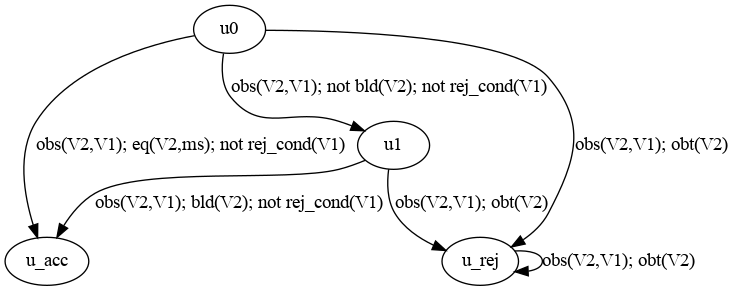 u0
obs(V2,V1); not bld(V2); not rej_cond(V1)
obs(V2,V1); eq(V2,ms); not rej_cond(V1)
u1
obs(V2,V1); obt(V2)
obs(V2,V1); bld(V2); not rej_cond(V1)
obs(V2,V1); obt(V2)
u_acc
u_rej
obs(V2,V1); obt(V2)